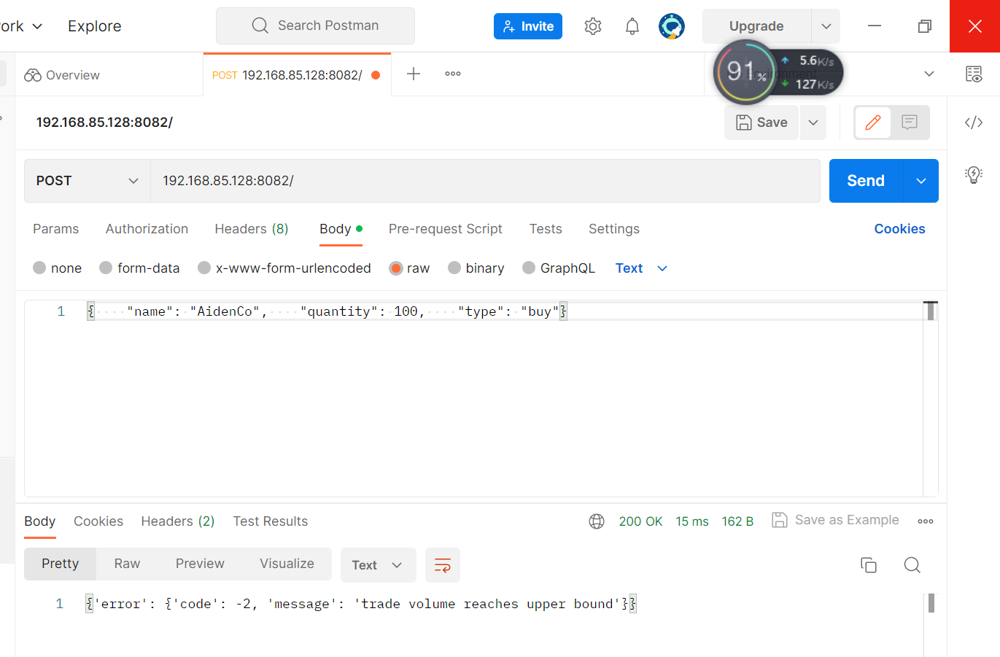 ork Explore Search Postman Invite Upgrade
Overview POST 192.168.85.128:8082/
91% 5.6K/s
127K/s
192.168.85.128:8082/ Save
POST 192.168.85.128:8082/ Send
Params Authorization Headers (8) Body Pre-request Script Tests Settings Cookies
none form-data x-www-form-urlencoded raw binary GraphQL Text
1 { "name": "AidenCo", "quantity": 100, "type": "buy"}
Body Cookies Headers (2) Test Results 200 OK 15 ms 162 B Save as Example
Pretty Raw Preview Visualize Text
1 {'error': {'code': -2, 'message': 'trade volume reaches upper bound'}}